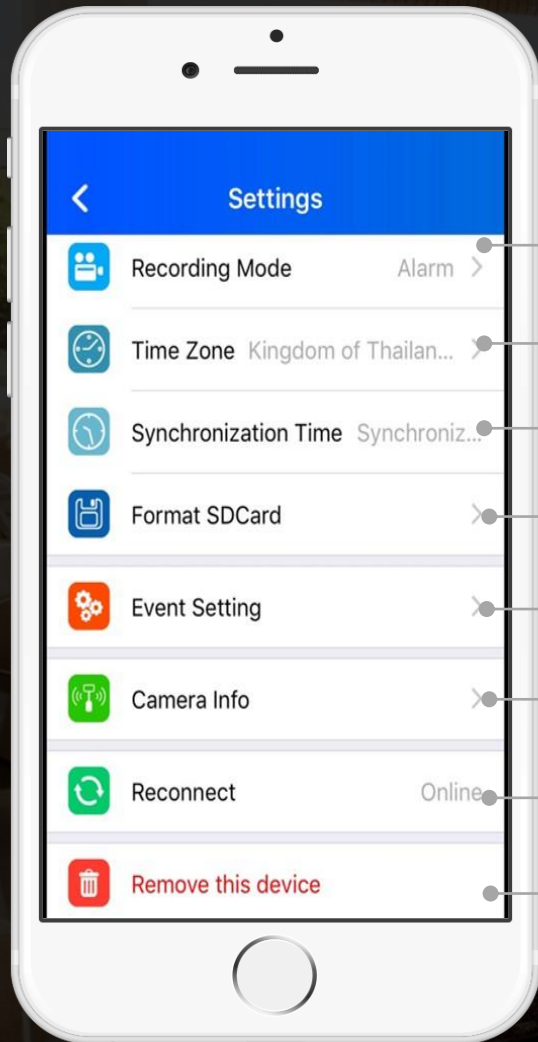 Settings
Recording Mode Alarm
Time Zone Kingdom of Thailan...
Synchronization Time Synchroniz...
Format SDCard
Event Setting
Camera Info
Reconnect Online
Remove this device